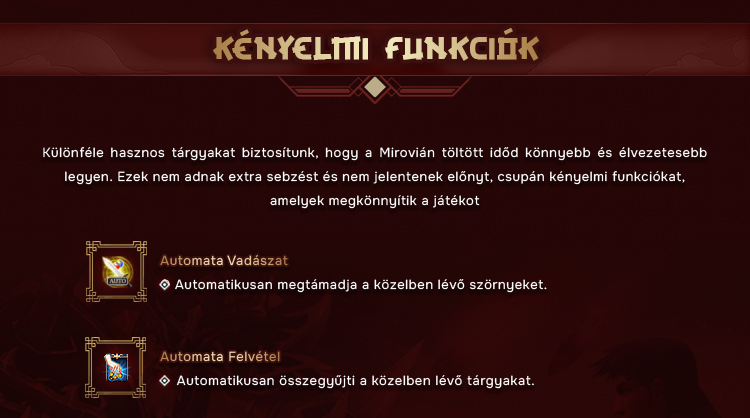 KÉNYELMI FUNKCIÓK
Különféle hasznos tárgyakat biztosítunk, hogy a Mirovián töltött időd könnyebb és élvezetesebb
legyen. Ezek nem adnak extra sebzést és nem jelentenek előnyt, csupán kényelmi funkciókat,
amelyek megkönnyítik a játékot
Automata Vadászat
AUTO
Automatikusan megtámadja a közelben lévő szörnyeket.
Automata Felvétel
Automatikusan összegyűjti a közelben lévő tárgyakat.